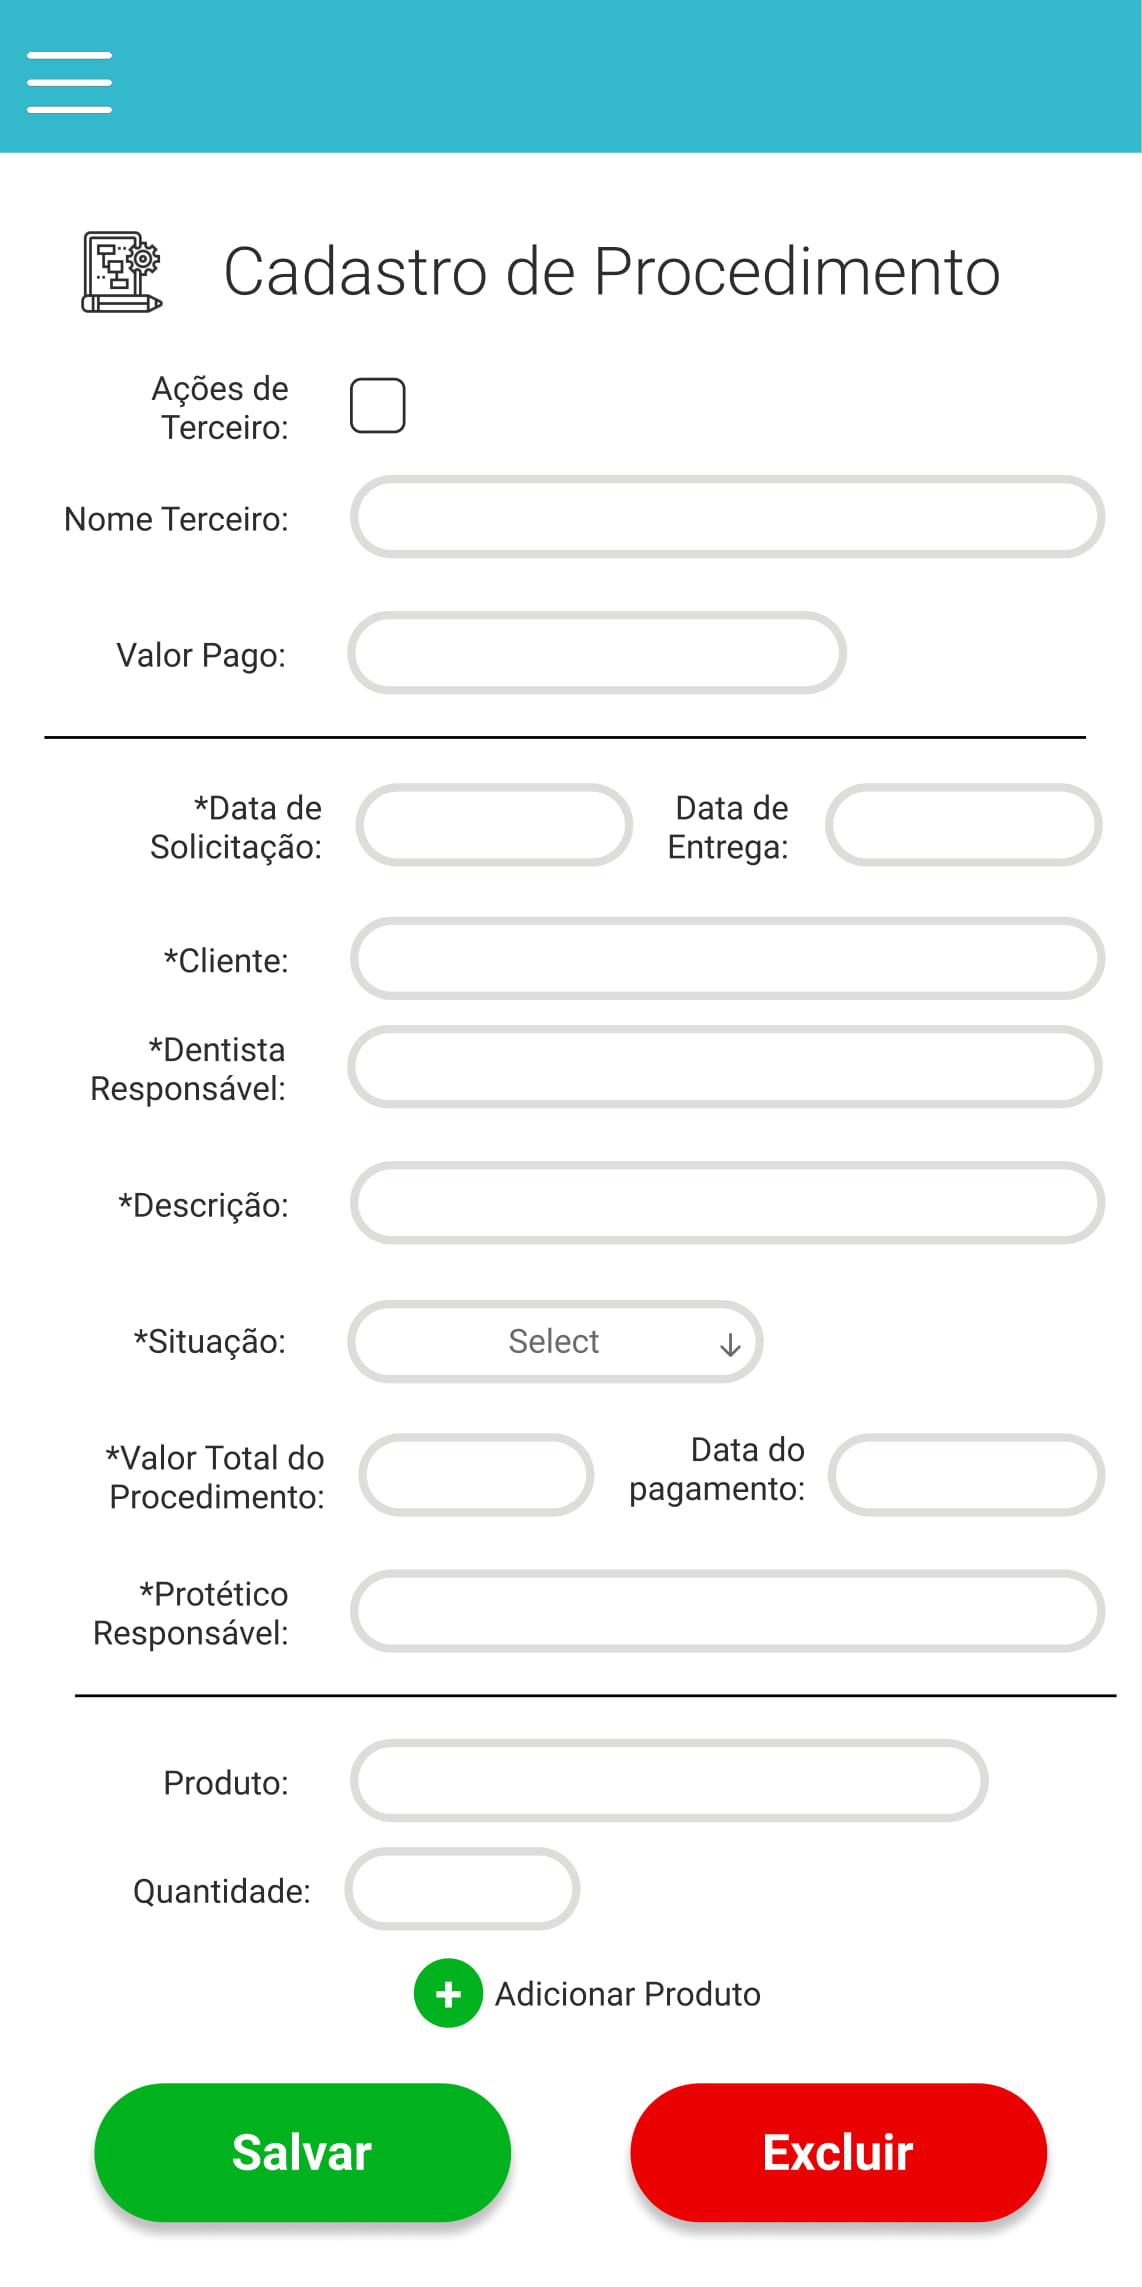 Cadastro de Procedimento
Ações de
Terceiro:
Nome Terceiro:
Valor Pago:
*Data de
Solicitação:
Data de
Entrega:
*Cliente:
*Dentista
Responsável:
*Descrição:
*Situação:
Select
*Valor Total do
Procedimento:
Data do
pagamento:
*Protético
Responsável:
Produto:
Quantidade:
Adicionar Produto
Salvar
Excluir